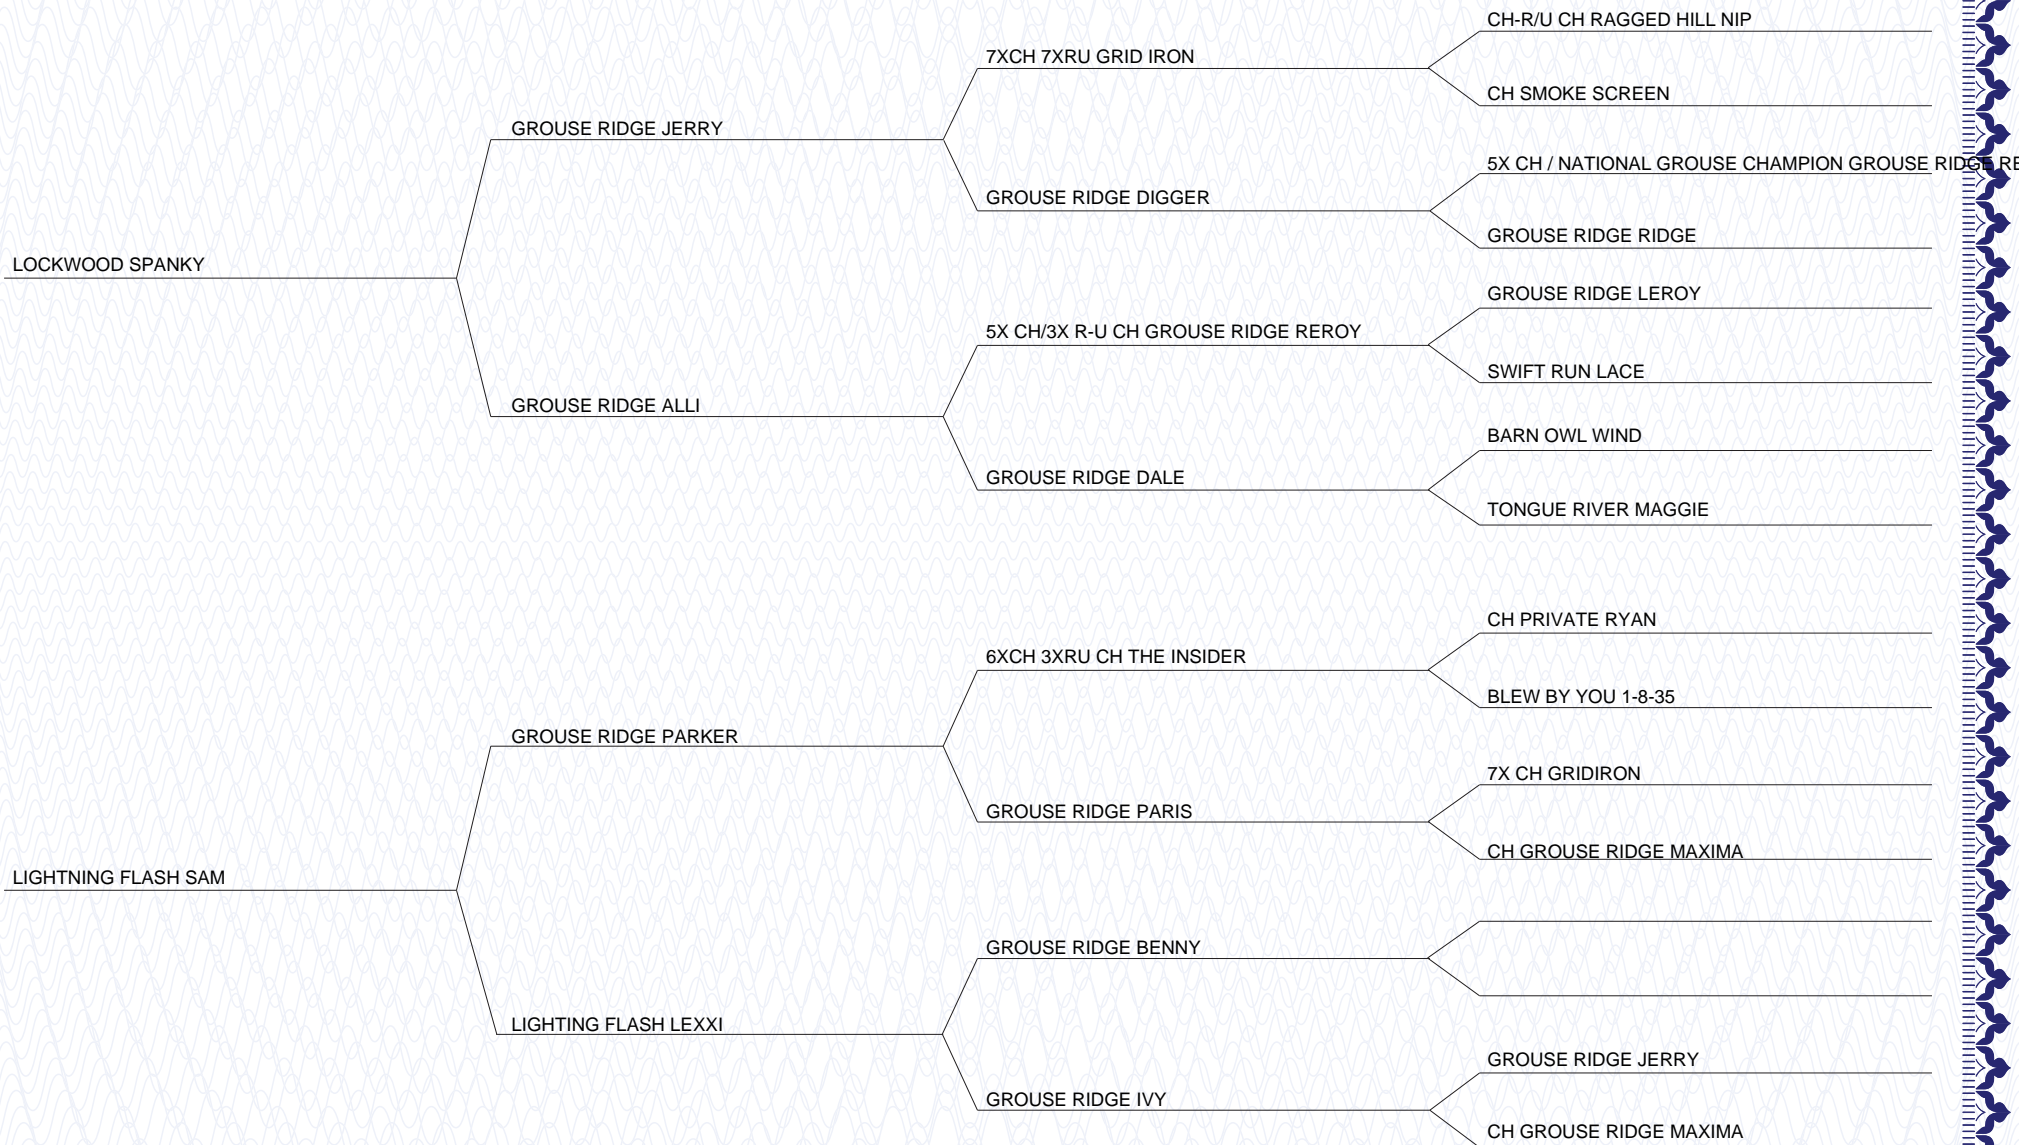 CH-R/U CH RAGGED HILL NIP
7XCH 7XRU GRID IRON
CH SMOKE SCREEN
GROUSE RIDGE JERRY
5X CH / NATIONAL GROUSE CHAMPION GROUSE RIDGE
GROUSE RIDGE DIGGER
GROUSE RIDGE RIDGE
LOCKWOOD SPANKY
GROUSE RIDGE LEROY
5X CH/3X R-U CH GROUSE RIDGE REROY
SWIFT RUN LACE
GROUSE RIDGE ALLI
BARN OWL WIND
GROUSE RIDGE DALE
TONGUE RIVER MAGGIE
CH PRIVATE RYAN
6XCH 3XRU CH THE INSIDER
BLEW BY YOU 1-8-35
GROUSE RIDGE PARKER
7X CH GRIDIRON
GROUSE RIDGE PARIS
CH GROUSE RIDGE MAXIMA
LIGHTNING FLASH SAM
GROUSE RIDGE BENNY
LIGHTING FLASH LEXXI
GROUSE RIDGE JERRY
GROUSE RIDGE IVY
CH GROUSE RIDGE MAXIMA